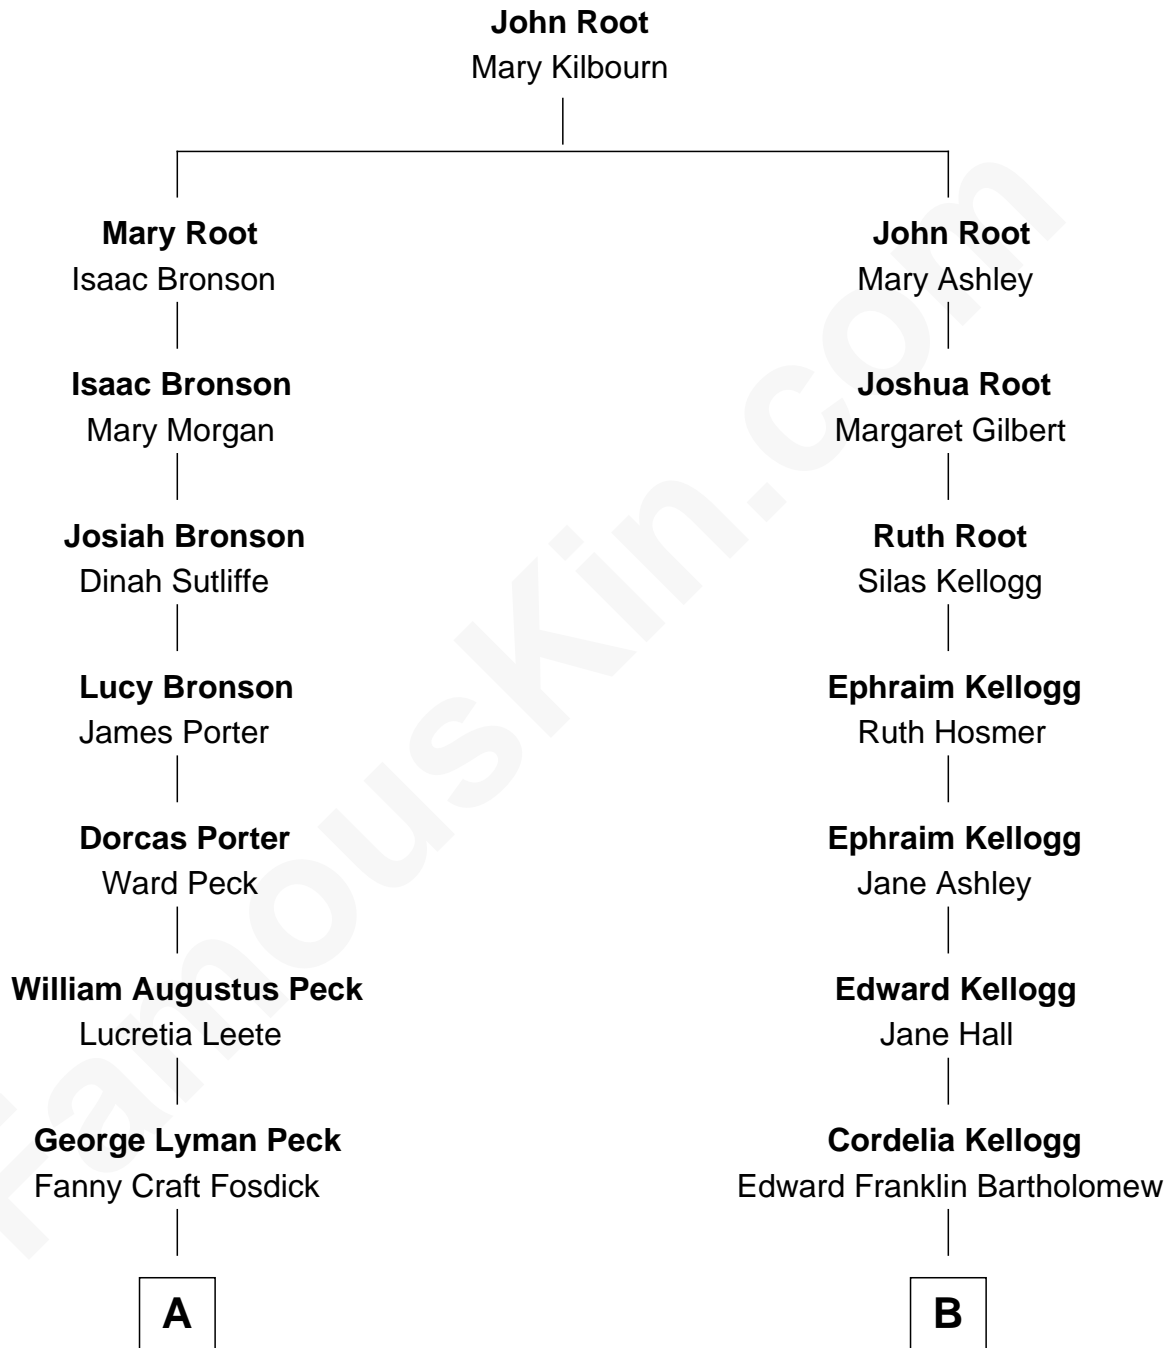 John Root
Mary Kilbourn
Mary Root
Isaac Bronson
Isaac Bronson
Mary Morgan
Josiah Bronson
Dinah Sutliffe
Lucy Bronson
James Porter
Dorcas Porter
Ward Peck
William Augustus Peck
Lucretia Leete
George Lyman Peck
Fanny Craft Fosdick
A
John Root
Mary Ashley
Joshua Root
Margaret Gilbert
Ruth Root
Silas Kellogg
Ephraim Kellogg
Ruth Hosmer
Ephraim Kellogg
Jane Ashley
Edward Kellogg
Jane Hall
Cordelia Kellogg
Edward Franklin Bartholomew
B
FamousKin.com